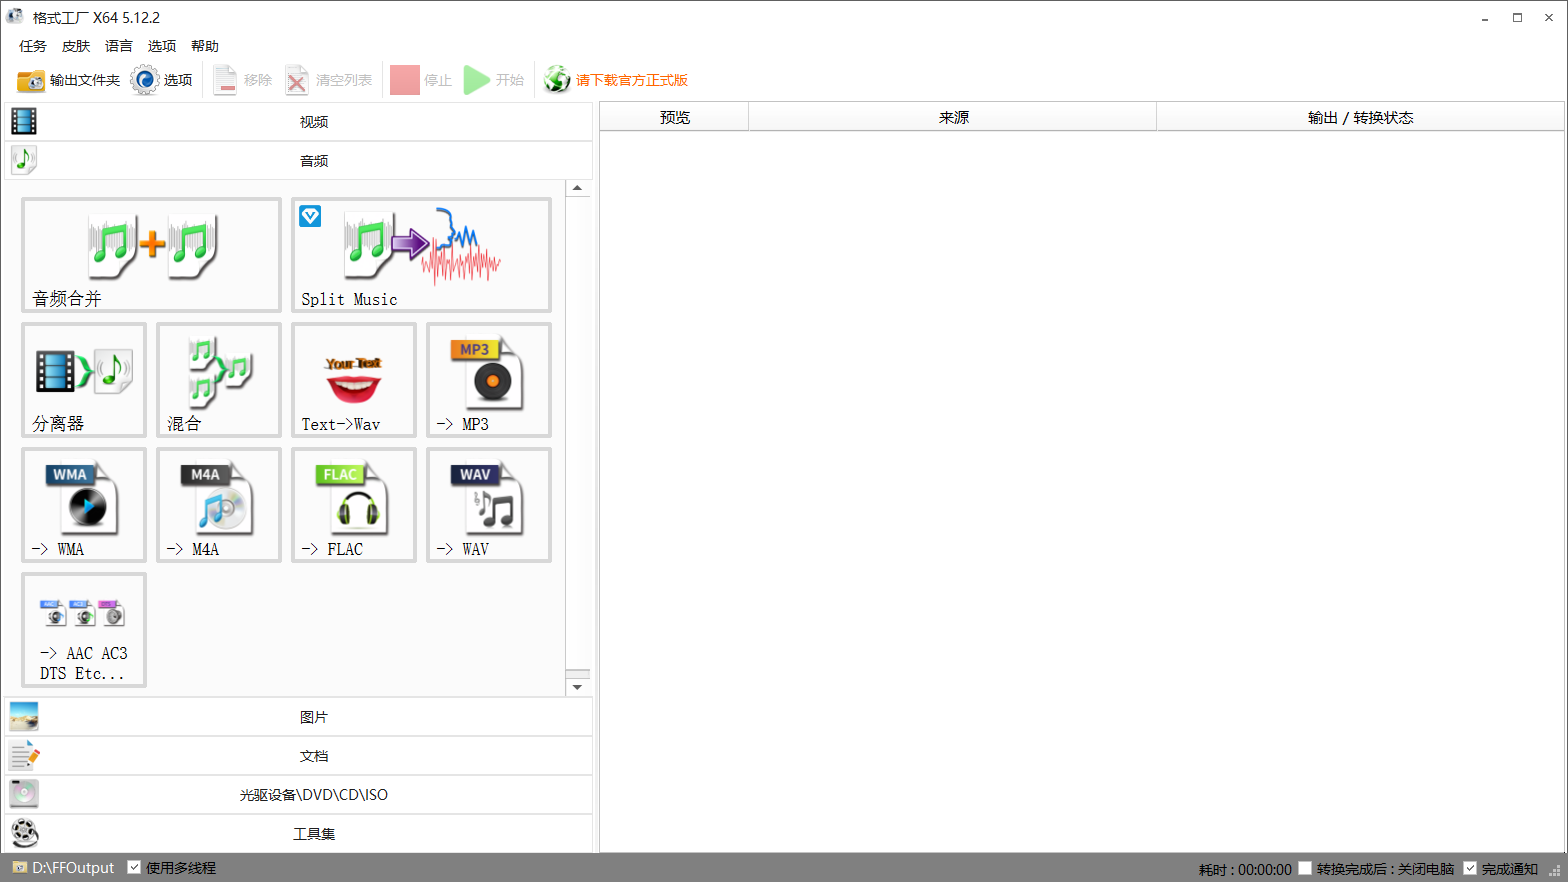 格式工厂 X64 5.12.2
任务 皮肤 语言 选项 帮助
输出文件夹 选项 移除 清空列表 停止 开始 请下载官方正式版
视频
音频
音频合并
Split Music
分离器
混合
Your Text
Text->Wav
MP3
-> MP3
WMA
-> WMA
M4A
-> M4A
FLAC
-> FLAC
WAV
-> WAV
-> AAC AC3
DTS Etc...
图片
文档
光驱设备\DVD\CD\ISO
工具集
预览 来源 输出 / 转换状态
D:\FFOutput 使用多线程 耗时 : 00:00:00 转换完成后 : 关闭电脑 完成通知